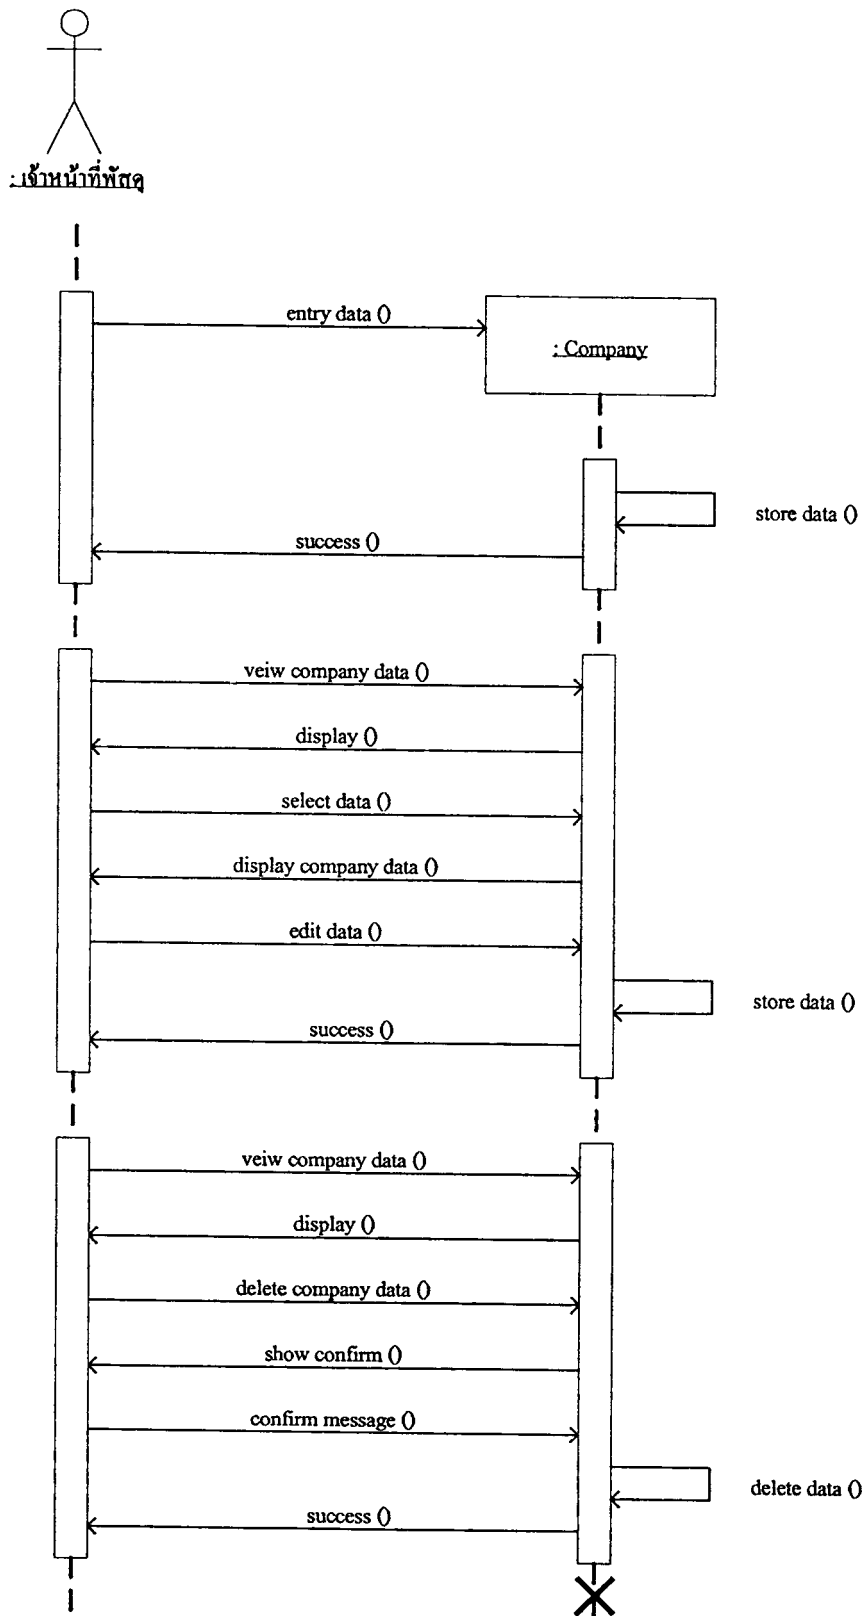 : เจ้าหน้าที่พัสดุ
entry data ()
: Company
store data ()
success ()
veiw company data ()
display ()
select data ()
display company data ()
edit data ()
store data ()
success ()
veiw company data ()
display ()
delete company data ()
show confirm ()
confirm message ()
delete data ()
success ()